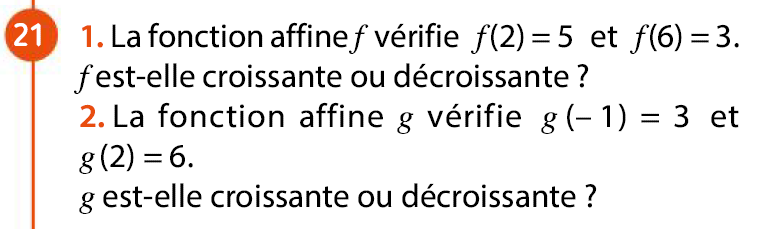 21 1. La fonction affine f vérifie f(2) = 5 et f(6) = 3.
f est-elle croissante ou décroissante ?
2. La fonction affine g vérifie g (– 1) = 3 et
g (2) = 6.
g est-elle croissante ou décroissante ?